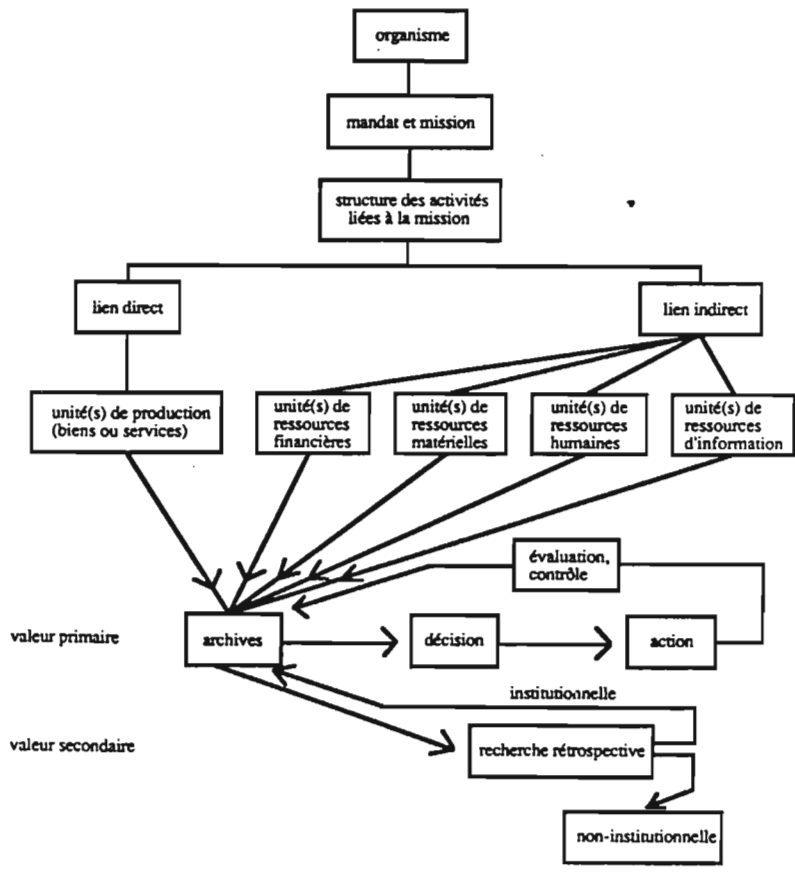 organisme
mandat et mission
structure des activités
liées à la mission
lien direct
lien indirect
unité(s) de production
(biens ou services)
unité(s) de
ressources
financières
unité(s) de
ressources
matérielles
unité(s) de
ressources
humaines
unité(s) de
ressources
d'information
évaluation,
contrôle
valeur primaire
archives
décision
action
institutionnelle
valeur secondaire
recherche rétrospective
non-institutionnelle